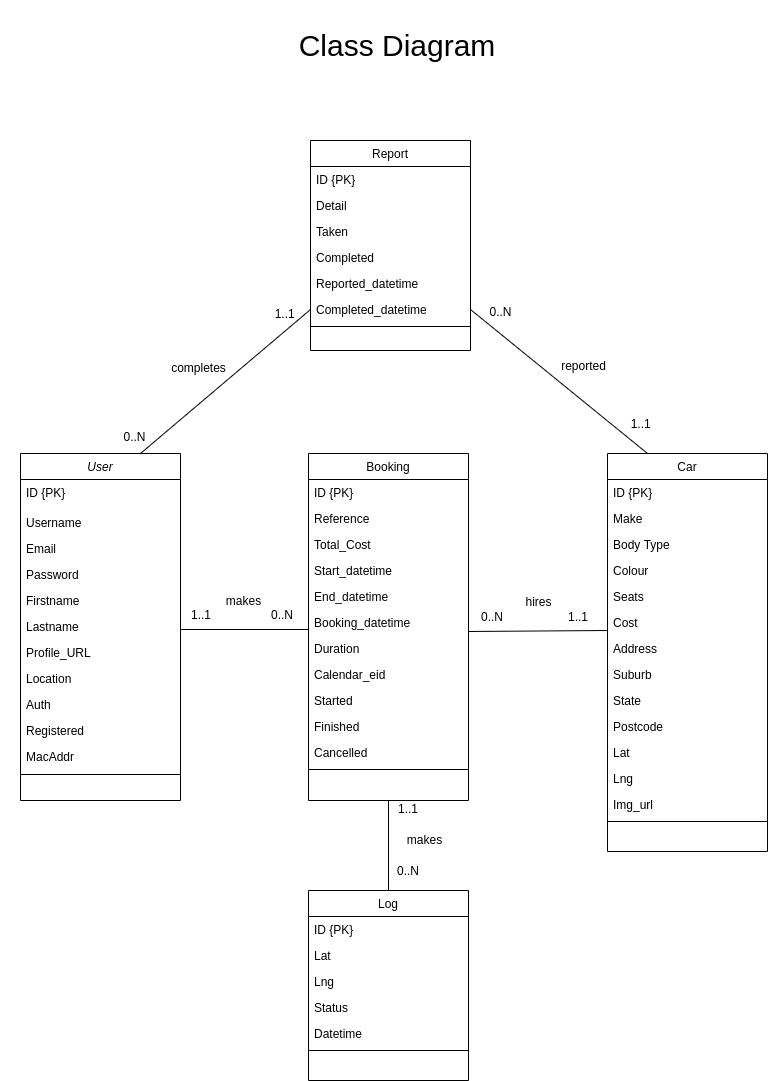 Class Diagram
Report
ID {PK}
Detail
Taken
Completed
Reported_datetime
Completed_datetime
1..1
0..N
completes
reported
0..N
1..1
User
ID {PK}
Username
Email
Password
Firstname
Lastname
Profile_URL
Location
Auth
Registered
MacAddr
makes
1..1
0..N
Booking
ID {PK}
Reference
Total_Cost
Start_datetime
End_datetime
Booking_datetime
Duration
Calendar_eid
Started
Finished
Cancelled
hires
0..N
1..1
Car
ID {PK}
Make
Body Type
Colour
Seats
Cost
Address
Suburb
State
Postcode
Lat
Lng
Img_url
1..1
makes
0..N
Log
ID {PK}
Lat
Lng
Status
Datetime